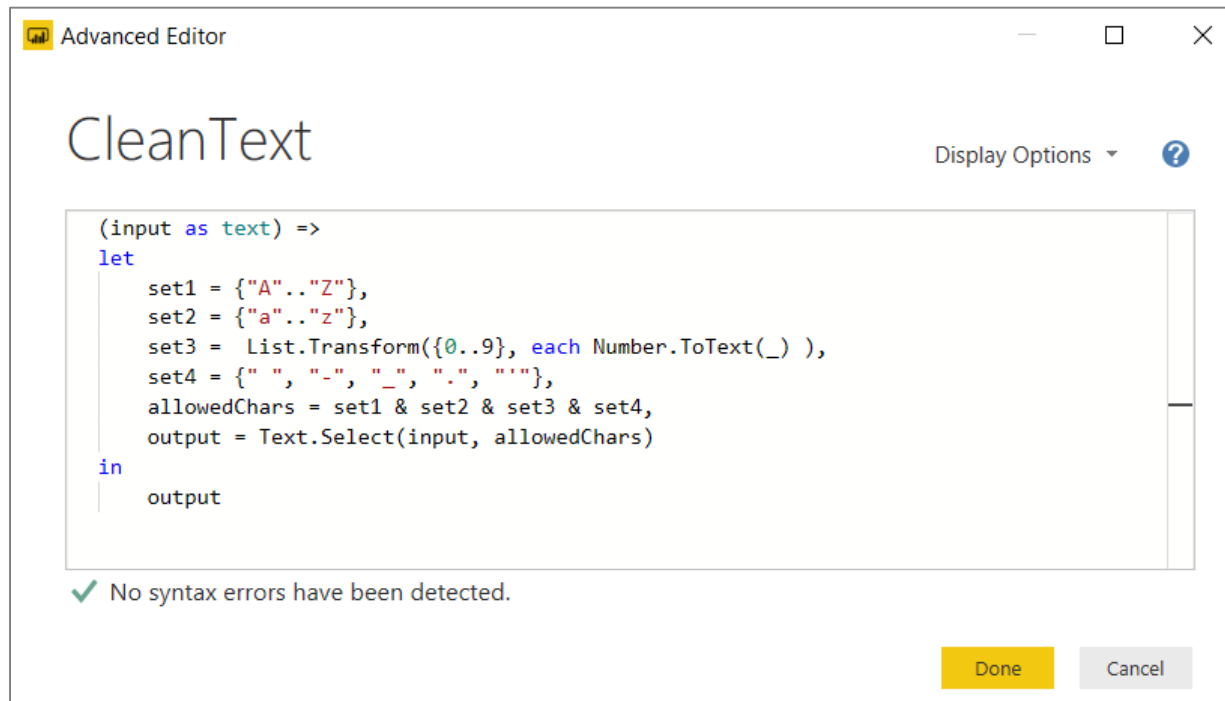 Advanced Editor
CleanText
Display Options
(input as text) =>
let
    set1 = {"A".."Z"},
    set2 = {"a".."z"},
    set3 =  List.Transform({0..9}, each Number.ToText(_) ),
    set4 = {" ", "-", "_", ".", "'"},
    allowedChars = set1 & set2 & set3 & set4,
    output = Text.Select(input, allowedChars)
in
    output
No syntax errors have been detected.
Done
Cancel